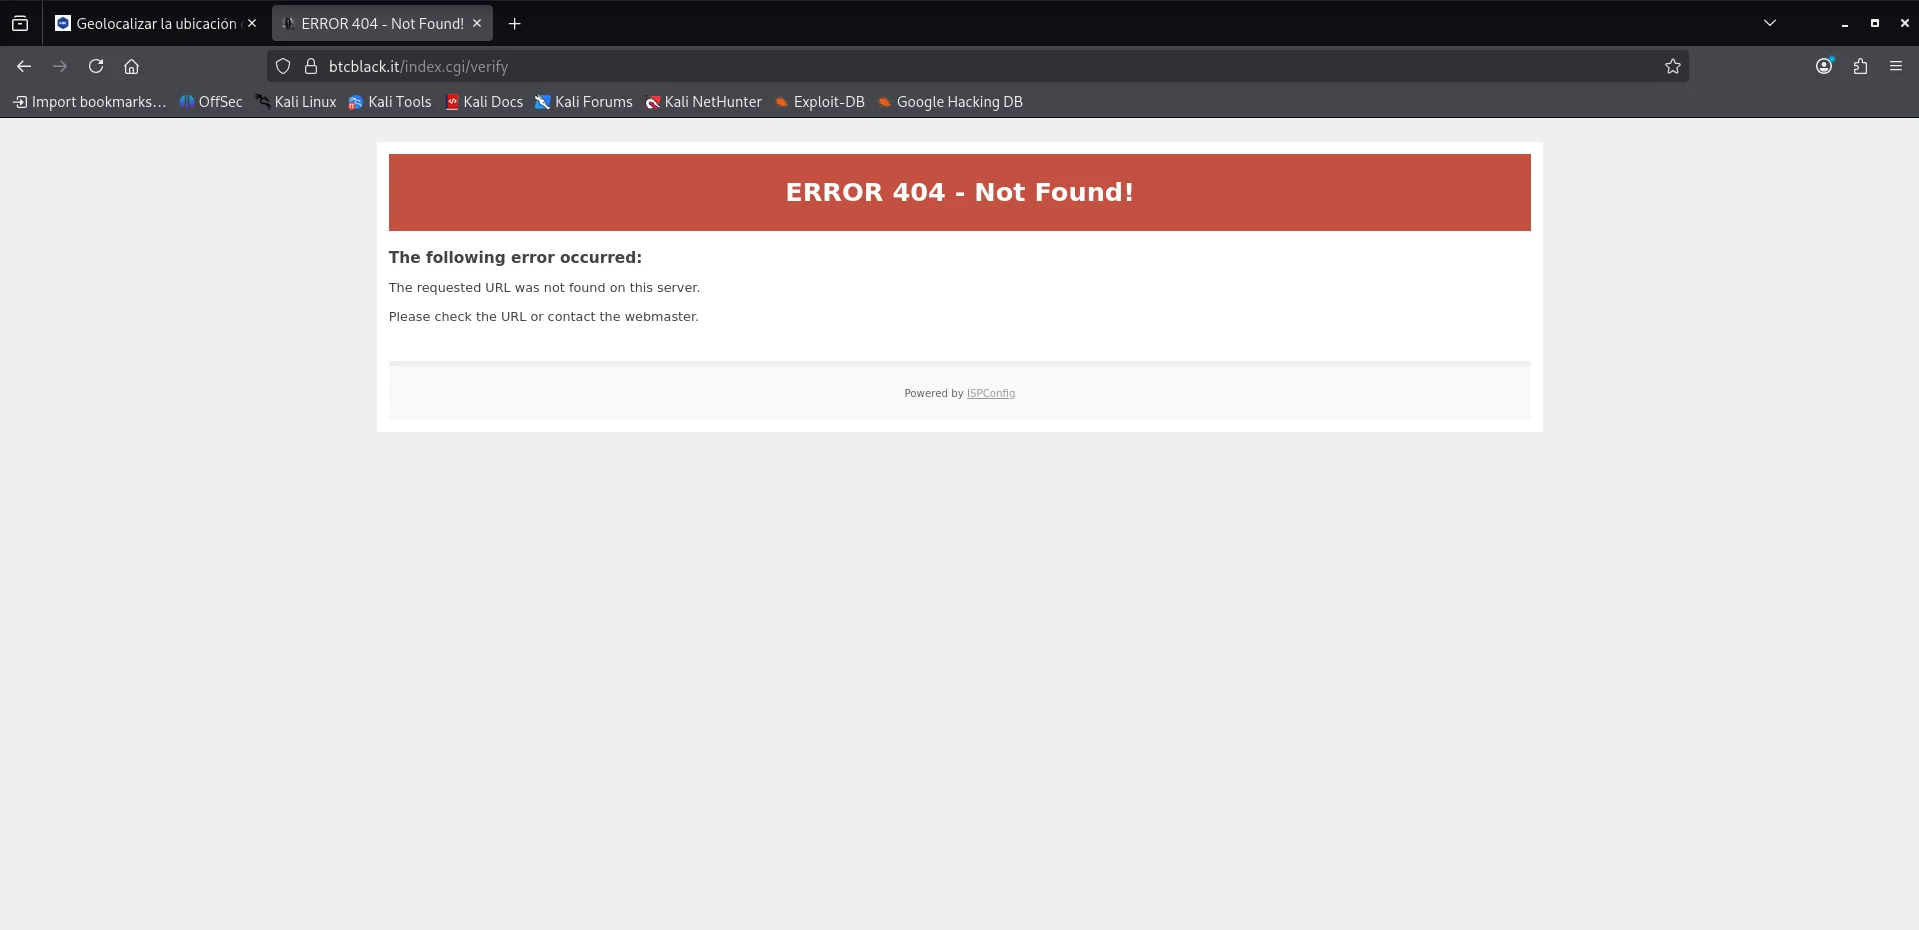 Geolocalizar la ubicación
ERROR 404 - Not Found!
btcblack.it/index.cgi/verify
Import bookmarks... OffSec Kali Linux Kali Tools Kali Docs Kali Forums Kali NetHunter Exploit-DB Google Hacking DB
ERROR 404 - Not Found!
The following error occurred:
The requested URL was not found on this server.
Please check the URL or contact the webmaster.
Powered by ISPConfig